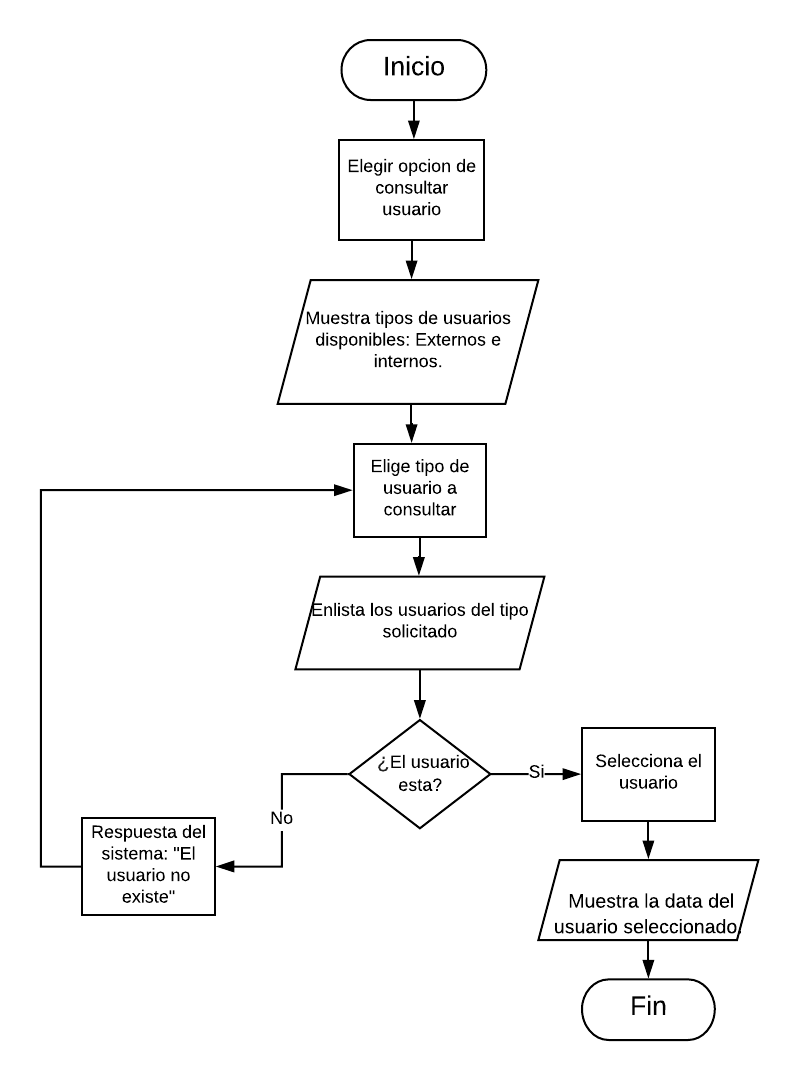 Inicio
Elegir opcion de
consultar
usuario
Muestra tipos de usuarios
disponibles: Externos e
internos.
Elige tipo de
usuario a
consultar
Enlista los usuarios del tipo
solicitado
¿El usuario
esta?
Si
Selecciona el
usuario
No
Respuesta del
sistema: "El
usuario no
existe"
Muestra la data del
usuario seleccionado.
Fin